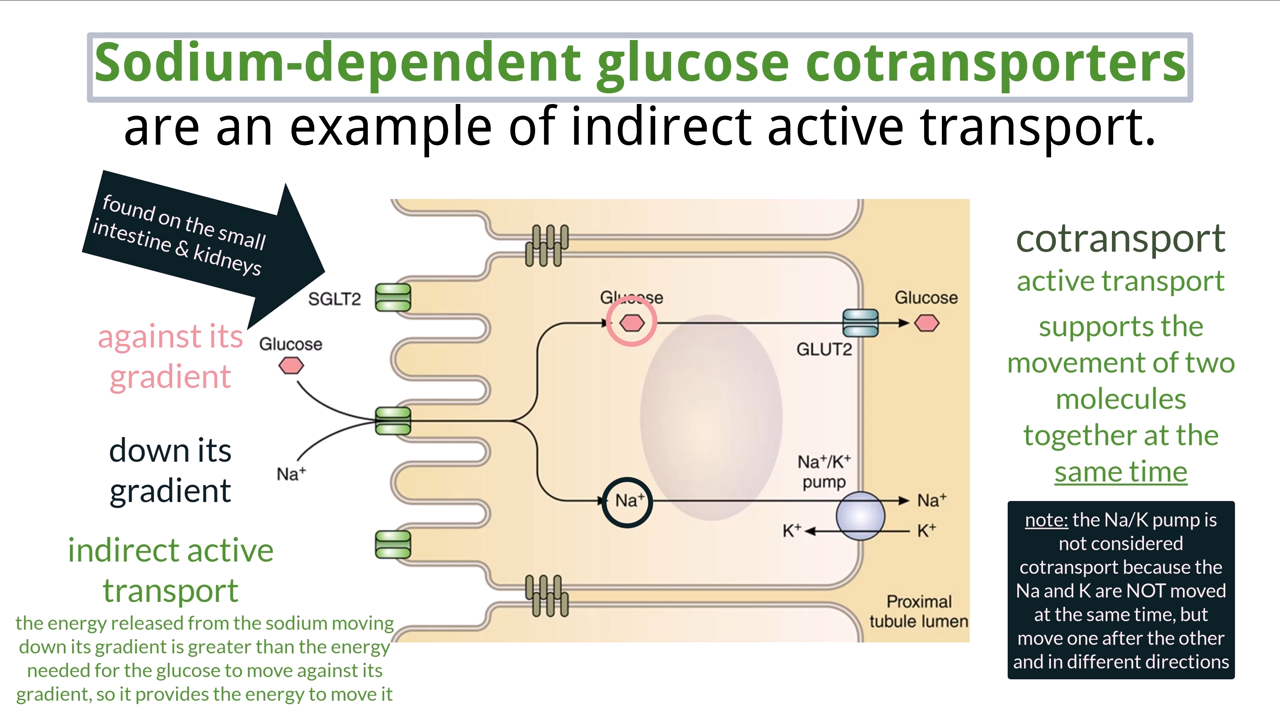 Sodium-dependent glucose cotransporters
are an example of indirect active transport.
found on the small
intestine & kidneys
SGLT2
against its
gradient
Glucose
down its
gradient
Na⁺
indirect active
transport
the energy released from the sodium moving
down its gradient is greater than the energy
needed for the glucose to move against its
gradient, so it provides the energy to move it
Glucose
Na⁺
GLUT2
Glucose
Na⁺/K⁺
pump
Na⁺
K⁺
K⁺
Proximal
tubule lumen
cotransport
active transport
supports the
movement of two
molecules
together at the
same time
note: the Na/K pump is
not considered
cotransport because the
Na and K are NOT moved
at the same time, but
move one after the other
and in different directions